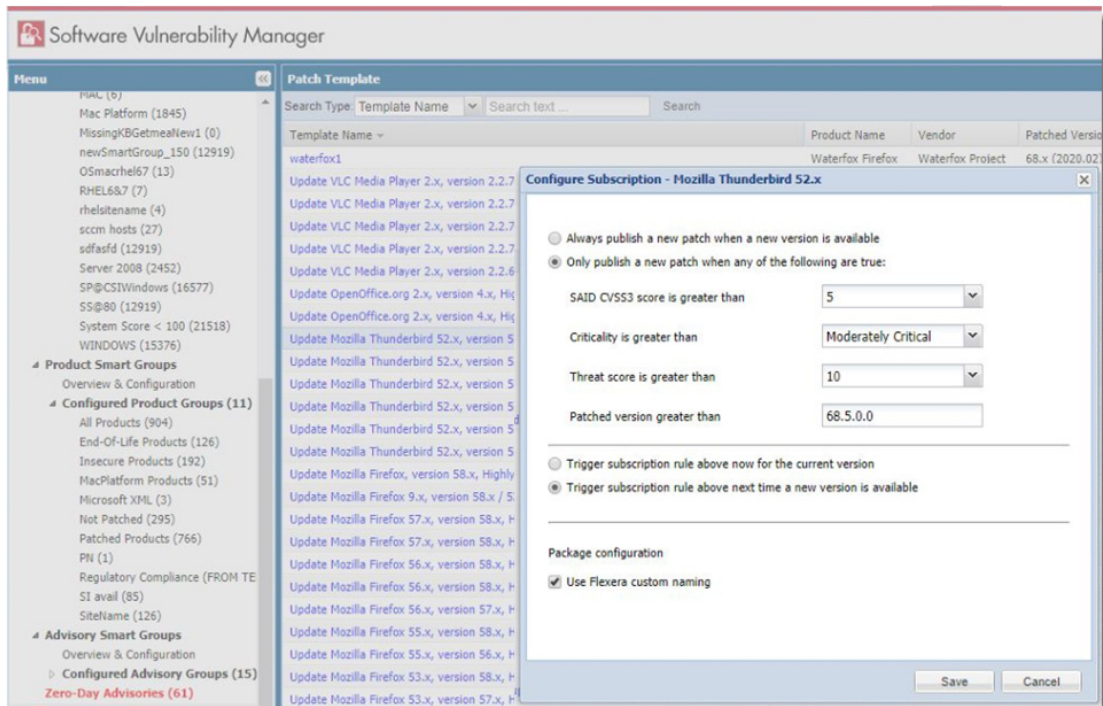 Software Vulnerability Manager
Menu
MAC (6)
Mac Platform (1845)
MissingKBGetmeaNew1 (0)
newSmartGroup_150 (12919)
OSmacrhel67 (13)
RHEL6&7 (7)
rhelsitename (4)
sccm hosts (27)
sdfasfd (12919)
Server 2008 (2452)
SP@CSIWindows (16577)
SS@80 (12919)
System Score < 100 (21518)
WINDOWS (15376)
Product Smart Groups
Overview & Configuration
Configured Product Groups (11)
All Products (904)
End-Of-Life Products (126)
Insecure Products (192)
MacPlatform Products (51)
Microsoft XML (3)
Not Patched (295)
Patched Products (766)
PN (1)
Regulatory Compliance (FROM TE
SI avail (85)
SiteName (126)
Advisory Smart Groups
Overview & Configuration
Configured Advisory Groups (15)
Zero-Day Advisories (61)
Patch Template
Search Type: Template Name Search text ... Search
Template Name Product Name Vendor Patched Versio
waterfox1 Waterfox Firefox Waterfox Project 68.x (2020.02)
Update VLC Media Player 2.x, version 2.2.7
Update VLC Media Player 2.x, version 2.2.7
Update VLC Media Player 2.x, version 2.2.7
Update VLC Media Player 2.x, version 2.2.7
Update VLC Media Player 2.x, version 2.2.6
Update OpenOffice.org 2.x, version 4.x, Hig
Update OpenOffice.org 2.x, version 4.x, Hig
Update Mozilla Thunderbird 52.x, version 5
Update Mozilla Thunderbird 52.x, version 5
Update Mozilla Thunderbird 52.x, version 5
Update Mozilla Thunderbird 52.x, version 5
Update Mozilla Thunderbird 52.x, version 5
Update Mozilla Thunderbird 52.x, version 5
Update Mozilla Firefox, version 58.x, Highly
Update Mozilla Firefox 9.x, version 58.x / 5
Update Mozilla Firefox 57.x, version 58.x, H
Update Mozilla Firefox 57.x, version 58.x, H
Update Mozilla Firefox 56.x, version 58.x, H
Update Mozilla Firefox 56.x, version 58.x, H
Update Mozilla Firefox 56.x, version 57.x, H
Update Mozilla Firefox 55.x, version 58.x, H
Update Mozilla Firefox 55.x, version 56.x, H
Update Mozilla Firefox 53.x, version 58.x, H
Update Mozilla Firefox 53.x, version 57.x, H
Configure Subscription - Mozilla Thunderbird 52.x
Always publish a new patch when a new version is available
Only publish a new patch when any of the following are true:
SAID CVSS3 score is greater than 5
Criticality is greater than Moderately Critical
Threat score is greater than 10
Patched version greater than 68.5.0.0
Trigger subscription rule above now for the current version
Trigger subscription rule above next time a new version is available
Package configuration
Use Flexera custom naming
Save Cancel